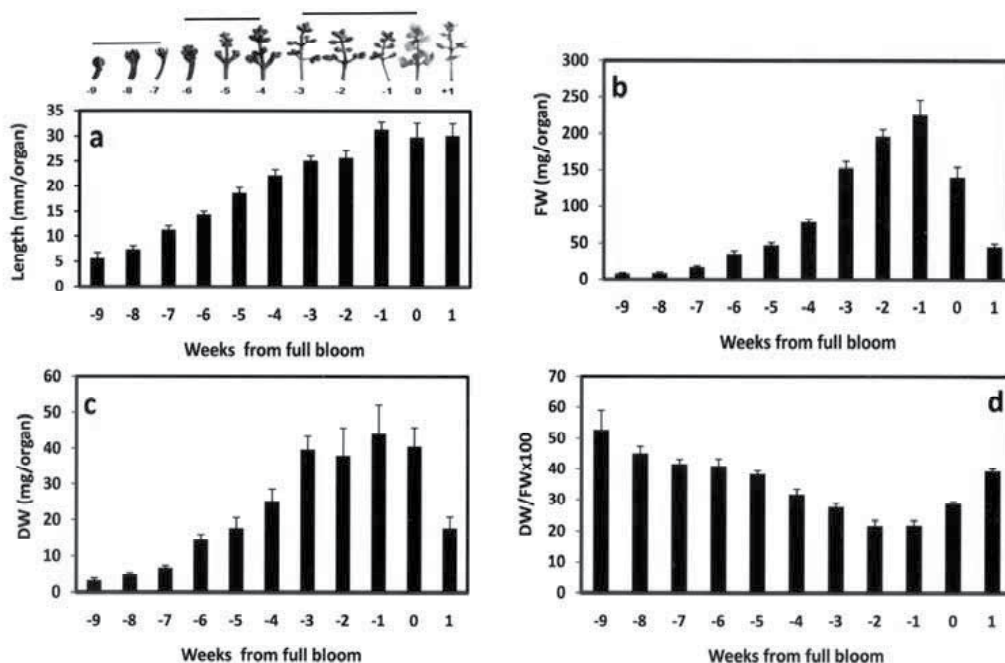 -9 -8 -7 -6 -5 -4 -3 -2 -1 0 +1
a
Length (mm/organ)
35
30
25
20
15
10
5
0
-9 -8 -7 -6 -5 -4 -3 -2 -1 0 1
Weeks from full bloom
b
FW (mg/organ)
300
250
200
150
100
50
0
-9 -8 -7 -6 -5 -4 -3 -2 -1 0 1
Weeks from full bloom
c
DW (mg/organ)
60
50
40
30
20
10
0
-9 -8 -7 -6 -5 -4 -3 -2 -1 0 1
Weeks from full bloom
d
DW/FWx100
70
60
50
40
30
20
10
0
-9 -8 -7 -6 -5 -4 -3 -2 -1 0 1
Weeks from full bloom